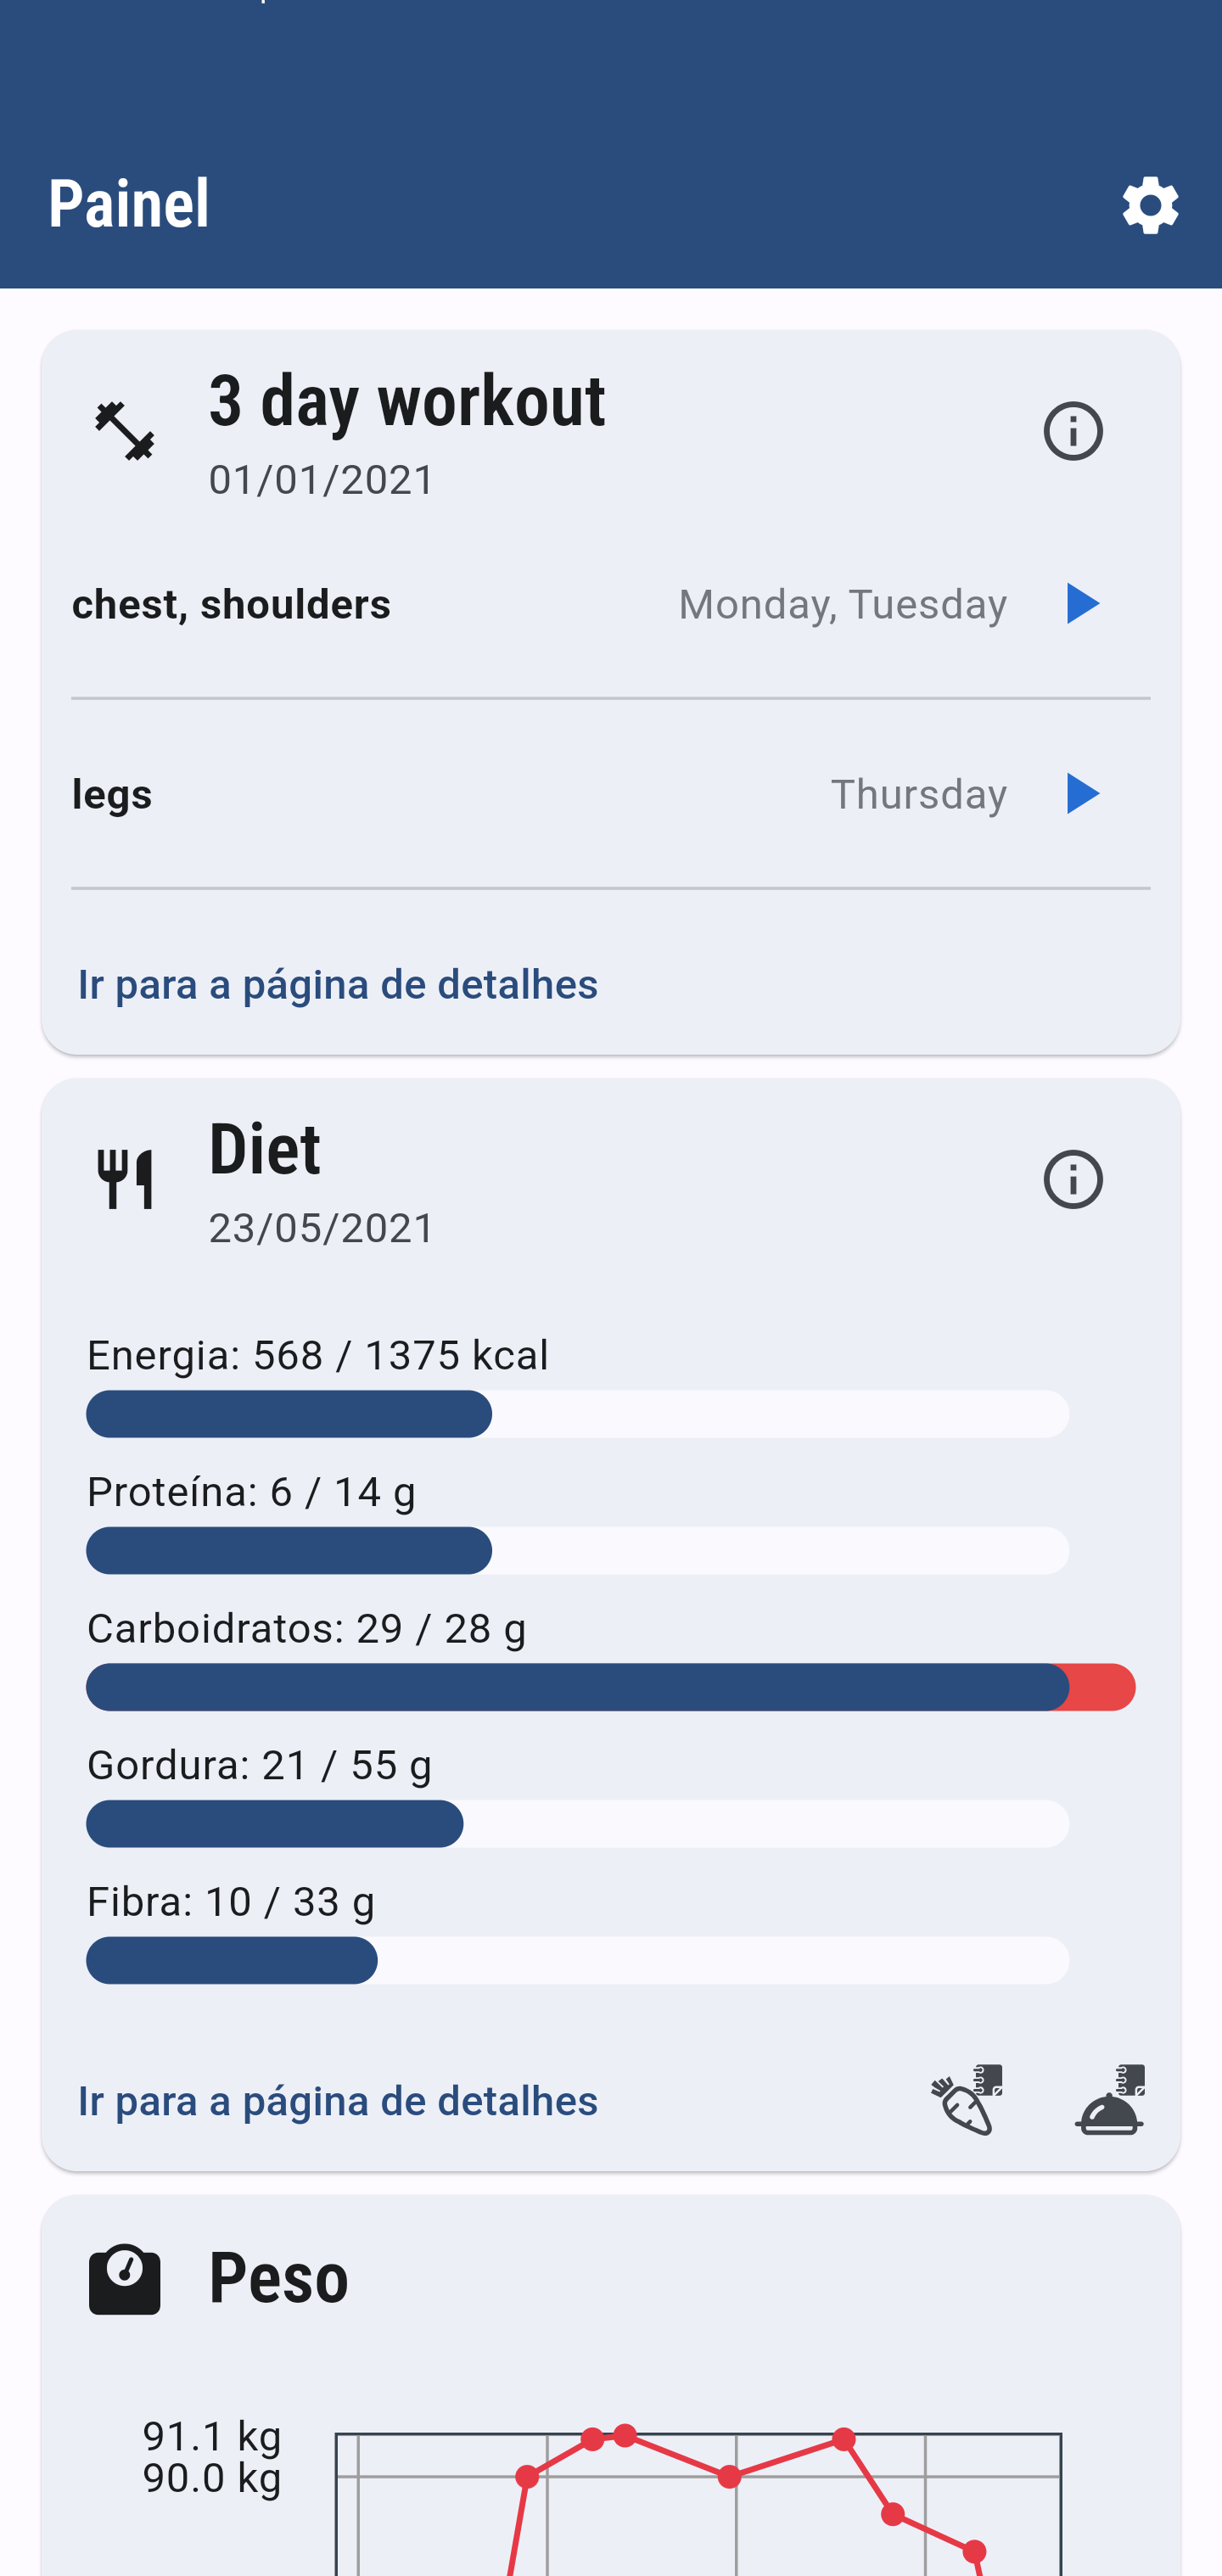 Painel
3 day workout
01/01/2021
chest, shoulders Monday, Tuesday
legs Thursday
Ir para a página de detalhes
Diet
23/05/2021
Energia: 568 / 1375 kcal
Proteína: 6 / 14 g
Carboidratos: 29 / 28 g
Gordura: 21 / 55 g
Fibra: 10 / 33 g
Ir para a página de detalhes
Peso
91.1 kg
90.0 kg